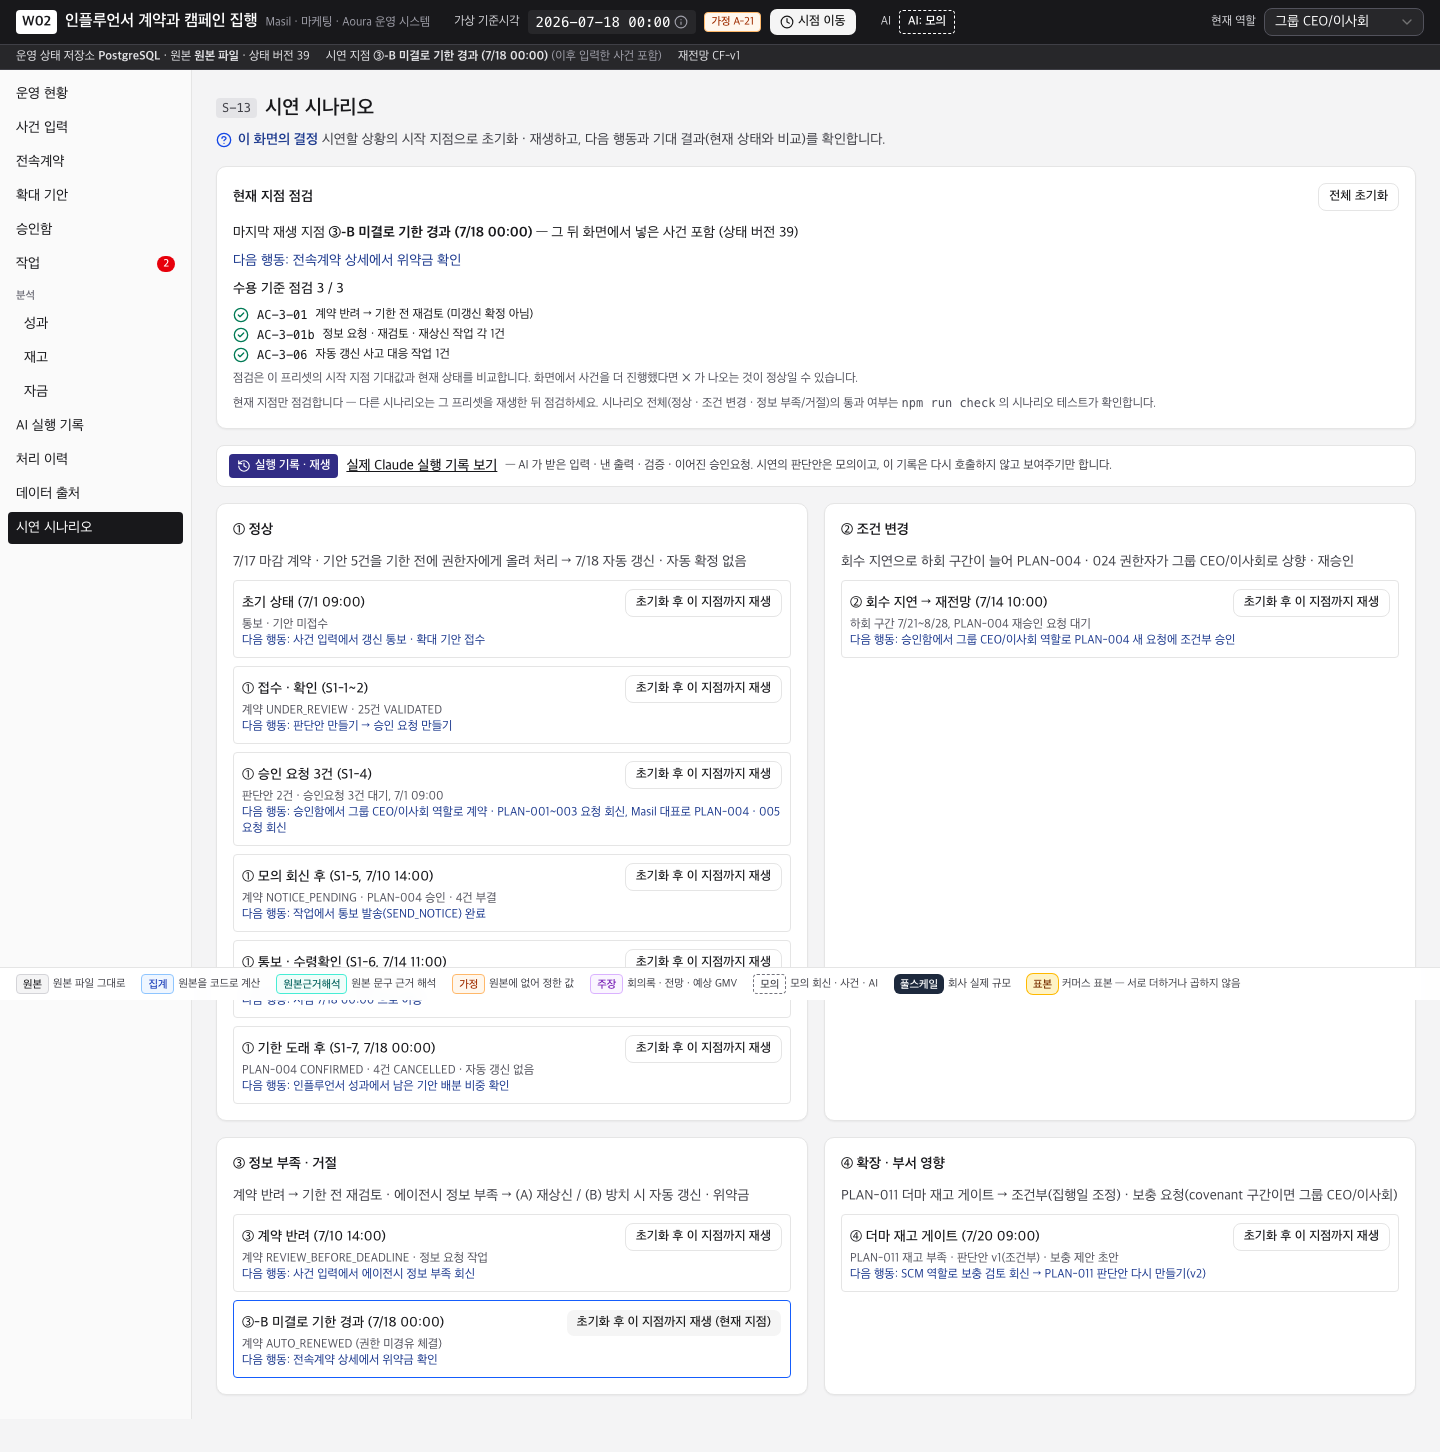 W02 인플루언서 계약과 캠페인 집행 Masil · 마케팅 · Aoura 운영 시스템 가상 기준시각 2026-07-18 00:00 가정 A-21 시점 이동 AI AI: 모의 현재 역할 그룹 CEO/이사회
운영 상태 저장소 PostgreSQL · 원본 원본 파일 · 상태 버전 39 시연 지점 ③-B 미결로 기한 경과 (7/18 00:00) (이후 입력한 사건 포함) 재전망 CF-v1
운영 현황
사건 입력
전속계약
확대 기안
승인함
작업 2
분석
성과
재고
자금
AI 실행 기록
처리 이력
데이터 출처
시연 시나리오
S-13 시연 시나리오
이 화면의 결정 시연할 상황의 시작 지점으로 초기화 · 재생하고, 다음 행동과 기대 결과(현재 상태와 비교)를 확인합니다.
현재 지점 점검 전체 초기화
마지막 재생 지점 ③-B 미결로 기한 경과 (7/18 00:00) — 그 뒤 화면에서 넣은 사건 포함 (상태 버전 39)
다음 행동: 전속계약 상세에서 위약금 확인
수용 기준 점검 3 / 3
AC-3-01 계약 반려 → 기한 전 재검토 (미갱신 확정 아님)
AC-3-01b 정보 요청 · 재검토 · 재상신 작업 각 1건
AC-3-06 자동 갱신 사고 대응 작업 1건
점검은 이 프리셋의 시작 지점 기대값과 현재 상태를 비교합니다. 화면에서 사건을 더 진행했다면 ✕ 가 나오는 것이 정상일 수 있습니다.
현재 지점만 점검합니다 — 다른 시나리오는 그 프리셋을 재생한 뒤 점검하세요. 시나리오 전체(정상 · 조건 변경 · 정보 부족/거절)의 통과 여부는 npm run check 의 시나리오 테스트가 확인합니다.
실행 기록 · 재생 실제 Claude 실행 기록 보기 — AI 가 받은 입력 · 낸 출력 · 검증 · 이어진 승인요청. 시연의 판단안은 모의이고, 이 기록은 다시 호출하지 않고 보여주기만 합니다.
① 정상
7/17 마감 계약 · 기안 5건을 기한 전에 권한자에게 올려 처리 → 7/18 자동 갱신 · 자동 확정 없음
초기 상태 (7/1 09:00) 초기화 후 이 지점까지 재생
통보 · 기안 미접수
다음 행동: 사건 입력에서 갱신 통보 · 확대 기안 접수
① 접수 · 확인 (S1-1~2) 초기화 후 이 지점까지 재생
계약 UNDER_REVIEW · 25건 VALIDATED
다음 행동: 판단안 만들기 → 승인 요청 만들기
① 승인 요청 3건 (S1-4) 초기화 후 이 지점까지 재생
판단안 2건 · 승인요청 3건 대기, 7/1 09:00
다음 행동: 승인함에서 그룹 CEO/이사회 역할로 계약 · PLAN-001~003 요청 회신, Masil 대표로 PLAN-004 · 005
요청 회신
① 모의 회신 후 (S1-5, 7/10 14:00) 초기화 후 이 지점까지 재생
계약 NOTICE_PENDING · PLAN-004 승인 · 4건 부결
다음 행동: 작업에서 통보 발송(SEND_NOTICE) 완료
① 통보 · 수령확인 (S1-6, 7/14 11:00) 초기화 후 이 지점까지 재생
다음 행동: 시점 7/18 00:00 으로 이동
① 기한 도래 후 (S1-7, 7/18 00:00) 초기화 후 이 지점까지 재생
PLAN-004 CONFIRMED · 4건 CANCELLED · 자동 갱신 없음
다음 행동: 인플루언서 성과에서 남은 기안 배분 비중 확인
② 조건 변경
회수 지연으로 하회 구간이 늘어 PLAN-004 · 024 권한자가 그룹 CEO/이사회로 상향 · 재승인
② 회수 지연 → 재전망 (7/14 10:00) 초기화 후 이 지점까지 재생
하회 구간 7/21~8/28, PLAN-004 재승인 요청 대기
다음 행동: 승인함에서 그룹 CEO/이사회 역할로 PLAN-004 새 요청에 조건부 승인
원본 원본 파일 그대로 집계 원본을 코드로 계산 원본근거해석 원본 문구 근거 해석 가정 원본에 없어 정한 값 주장 회의록 · 전망 · 예상 GMV 모의 모의 회신 · 사건 · AI 풀스케일 회사 실제 규모 표본 커머스 표본 — 서로 더하거나 곱하지 않음
③ 정보 부족 · 거절
계약 반려 → 기한 전 재검토 · 에이전시 정보 부족 → (A) 재상신 / (B) 방치 시 자동 갱신 · 위약금
③ 계약 반려 (7/10 14:00) 초기화 후 이 지점까지 재생
계약 REVIEW_BEFORE_DEADLINE · 정보 요청 작업
다음 행동: 사건 입력에서 에이전시 정보 부족 회신
③-B 미결로 기한 경과 (7/18 00:00) 초기화 후 이 지점까지 재생 (현재 지점)
계약 AUTO_RENEWED (권한 미경유 체결)
다음 행동: 전속계약 상세에서 위약금 확인
④ 확장 · 부서 영향
PLAN-011 더마 재고 게이트 → 조건부(집행일 조정) · 보충 요청(covenant 구간이면 그룹 CEO/이사회)
④ 더마 재고 게이트 (7/20 09:00) 초기화 후 이 지점까지 재생
PLAN-011 재고 부족 · 판단안 v1(조건부) · 보충 제안 초안
다음 행동: SCM 역할로 보충 검토 회신 → PLAN-011 판단안 다시 만들기(v2)